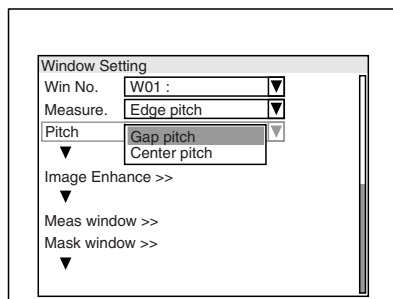 Window Setting
Win No. W01 :
Measure. Edge pitch
Pitch Gap pitch
Center pitch
Image Enhance >>
Meas window >>
Mask window >>